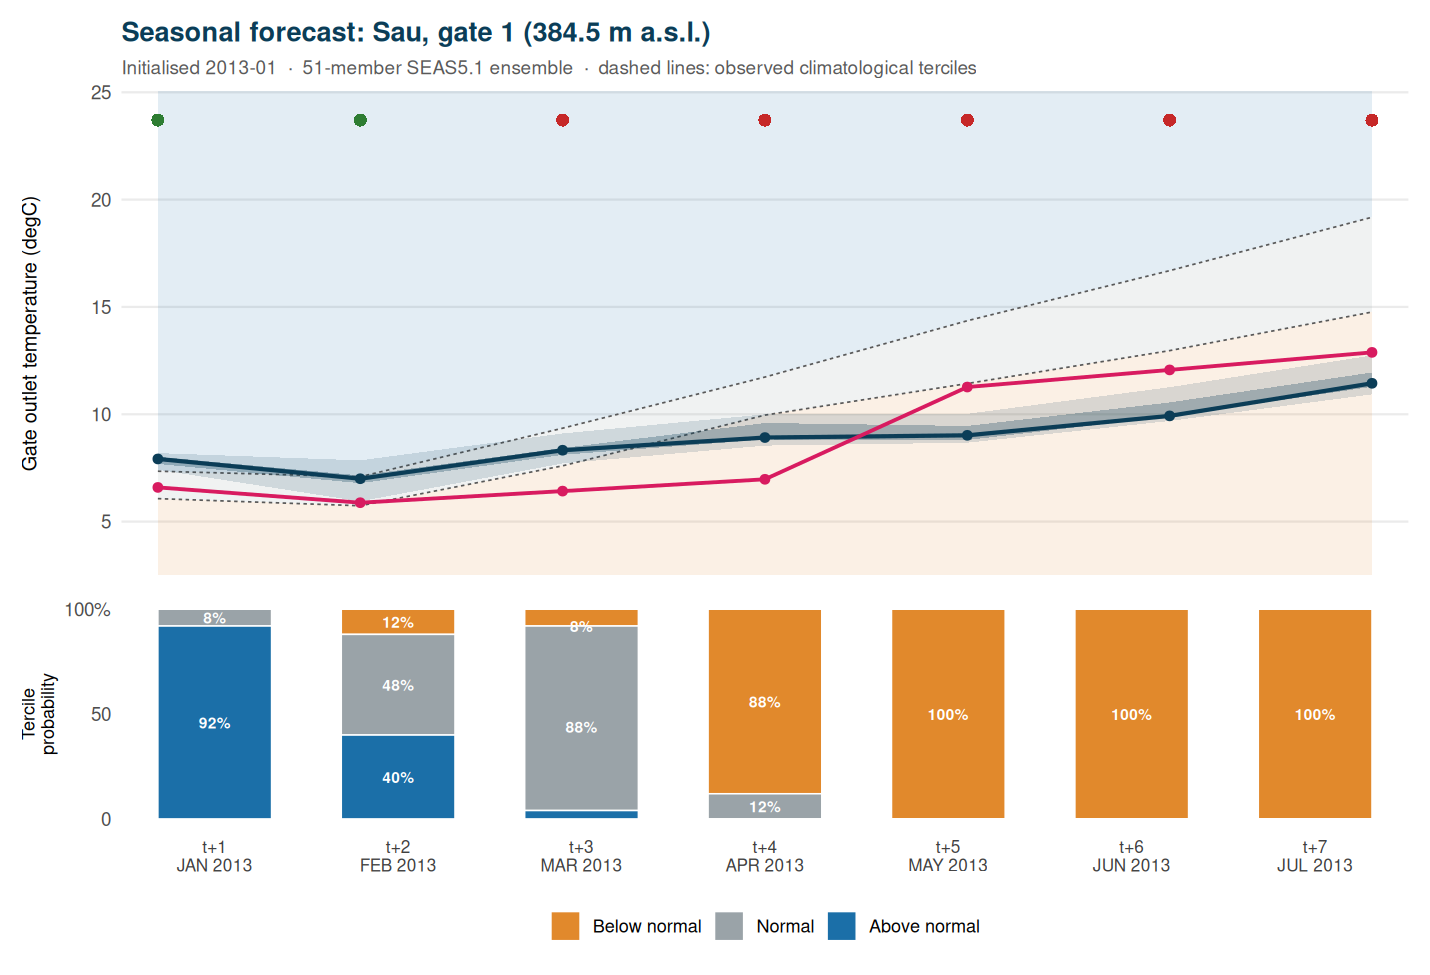 Seasonal forecast: Sau, gate 1 (384.5 m a.s.l.)
Initialised 2013-01 · 51-member SEAS5.1 ensemble · dashed lines: observed climatological terciles
Gate outlet temperature (degC)
25
20
15
10
5
Tercile
probability
100%
50
0
8%
92%
12%
48%
40%
8%
88%
88%
12%
100%
100%
100%
t+1
JAN 2013
t+2
FEB 2013
t+3
MAR 2013
t+4
APR 2013
t+5
MAY 2013
t+6
JUN 2013
t+7
JUL 2013
Below normal
Normal
Above normal